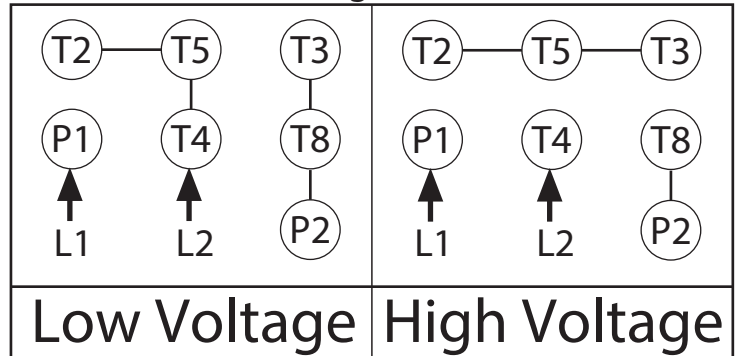 T2 T5 T3 T2 T5 T3
P1 T4 T8 P1 T4 T8
L1 L2 P2 L1 L2 P2
Low Voltage High Voltage